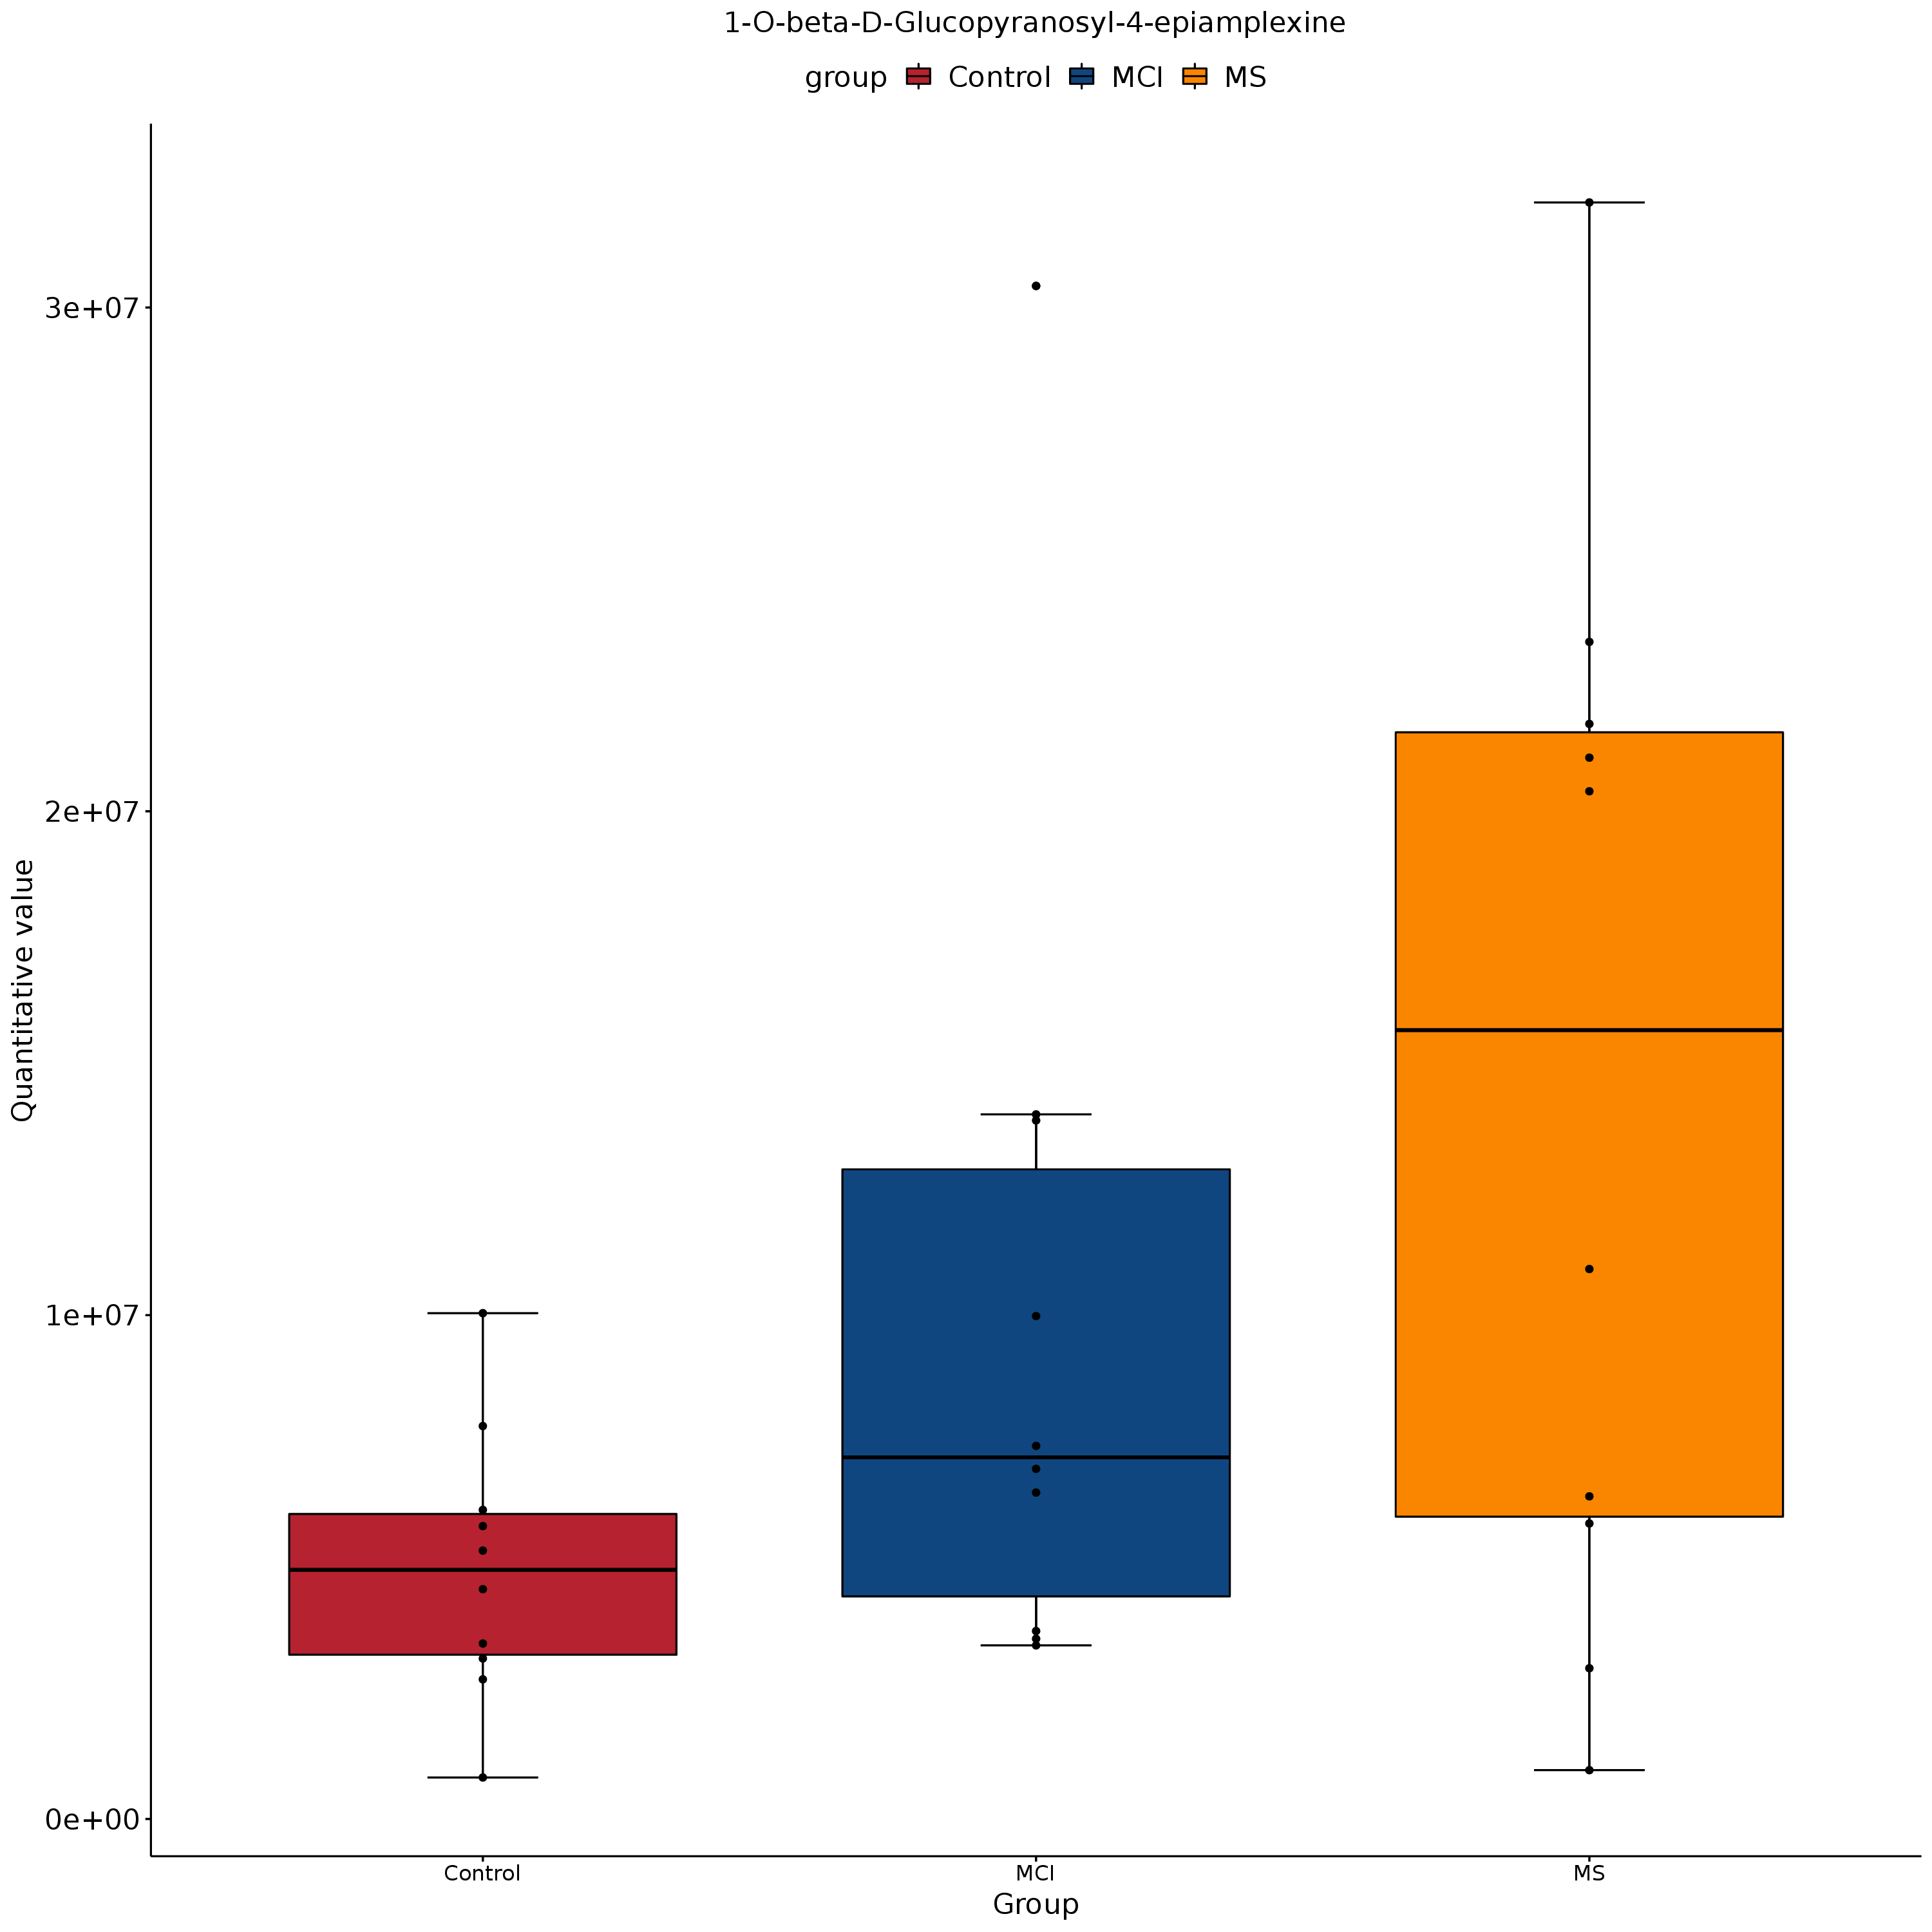 1-O-beta-D-Glucopyranosyl-4-epiamplexine
group Control MCI MS
3e+07
2e+07
1e+07
0e+00
Quantitative value
Control MCI MS
Group